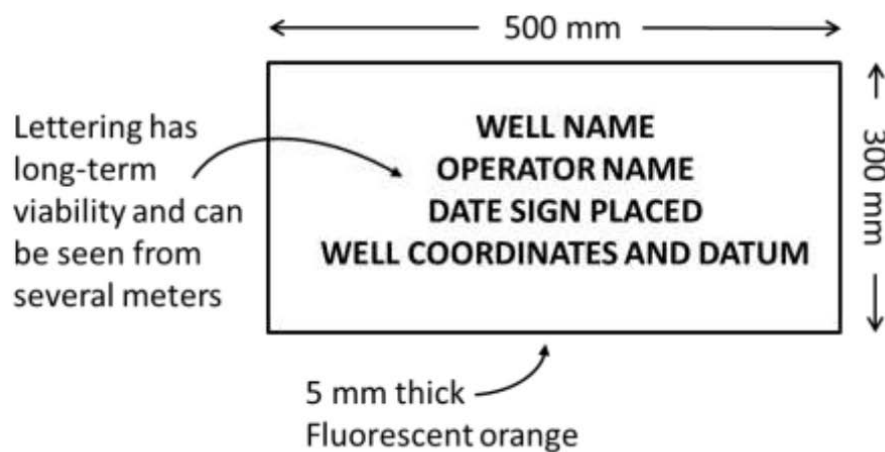 500 mm
Lettering has
long-term
viability and can
be seen from
several meters
WELL NAME
OPERATOR NAME
DATE SIGN PLACED
WELL COORDINATES AND DATUM
300 mm
5 mm thick
Fluorescent orange